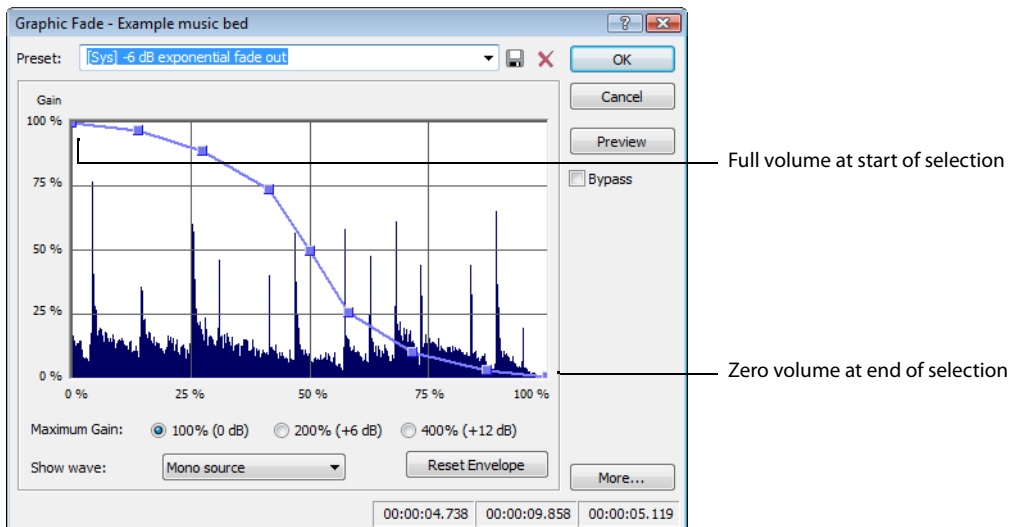 Graphic Fade - Example music bed
?
Preset: [Sys] -6 dB exponential fade out
OK
Cancel
Preview
Bypass
Gain
100 %
75 %
50 %
25 %
0 %
0 % 25 % 50 % 75 % 100 %
Full volume at start of selection
Zero volume at end of selection
Maximum Gain: 100% (0 dB) 200% (+6 dB) 400% (+12 dB)
Show wave: Mono source Reset Envelope
More...
00:00:04.738 00:00:09.858 00:00:05.119